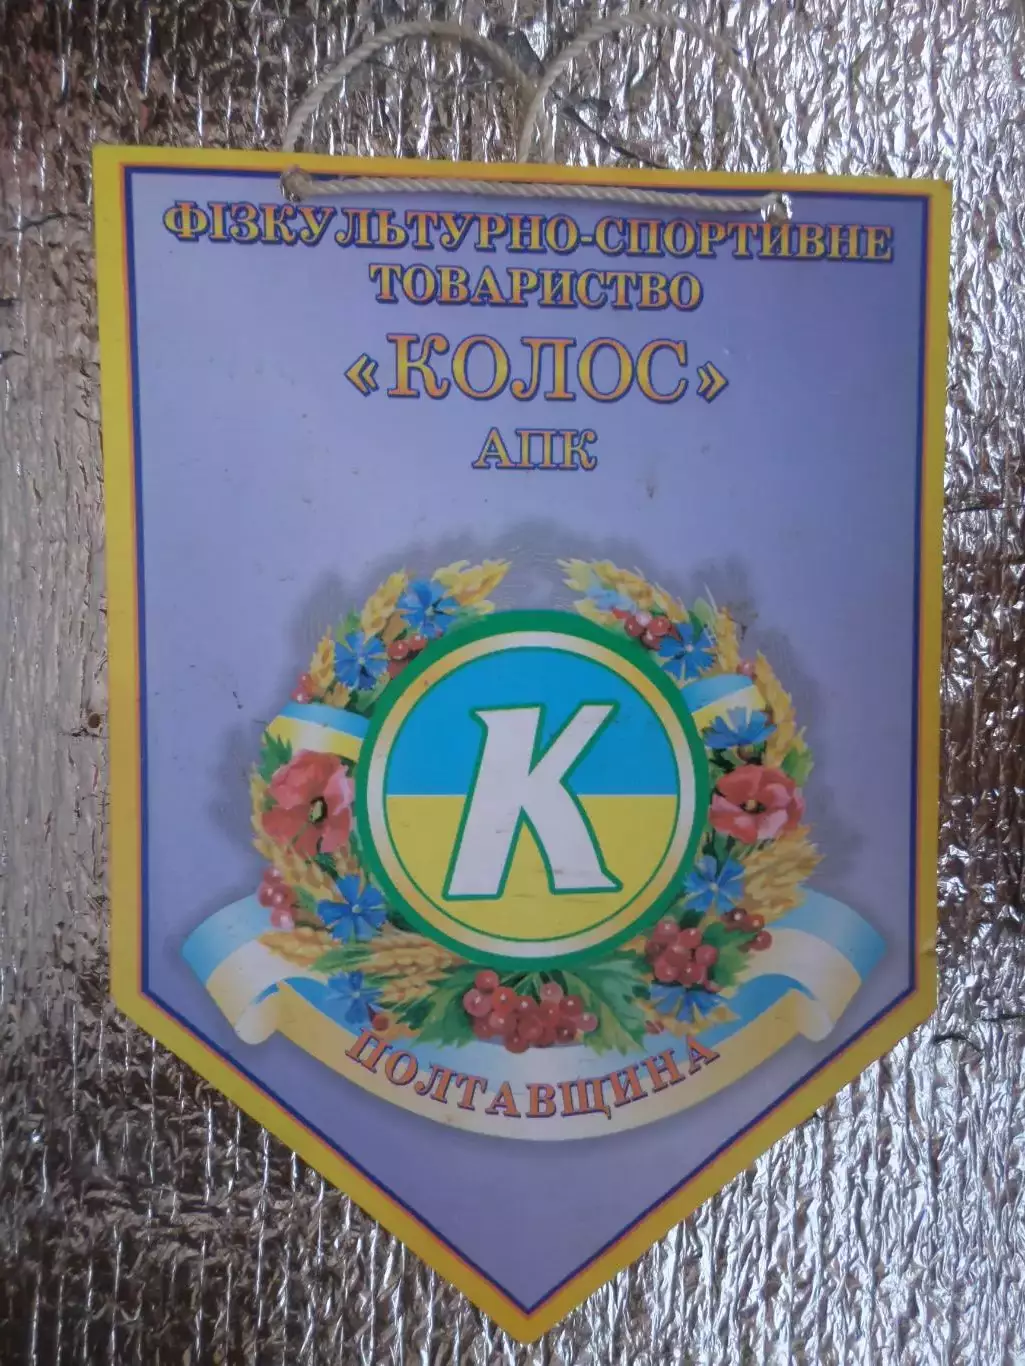 ФІЗКУЛЬТУРНО-СПОРТИВНЕ
ТОВАРИСТВО
«КОЛОС»
АПК
К
ПОЛТАВЩИНА